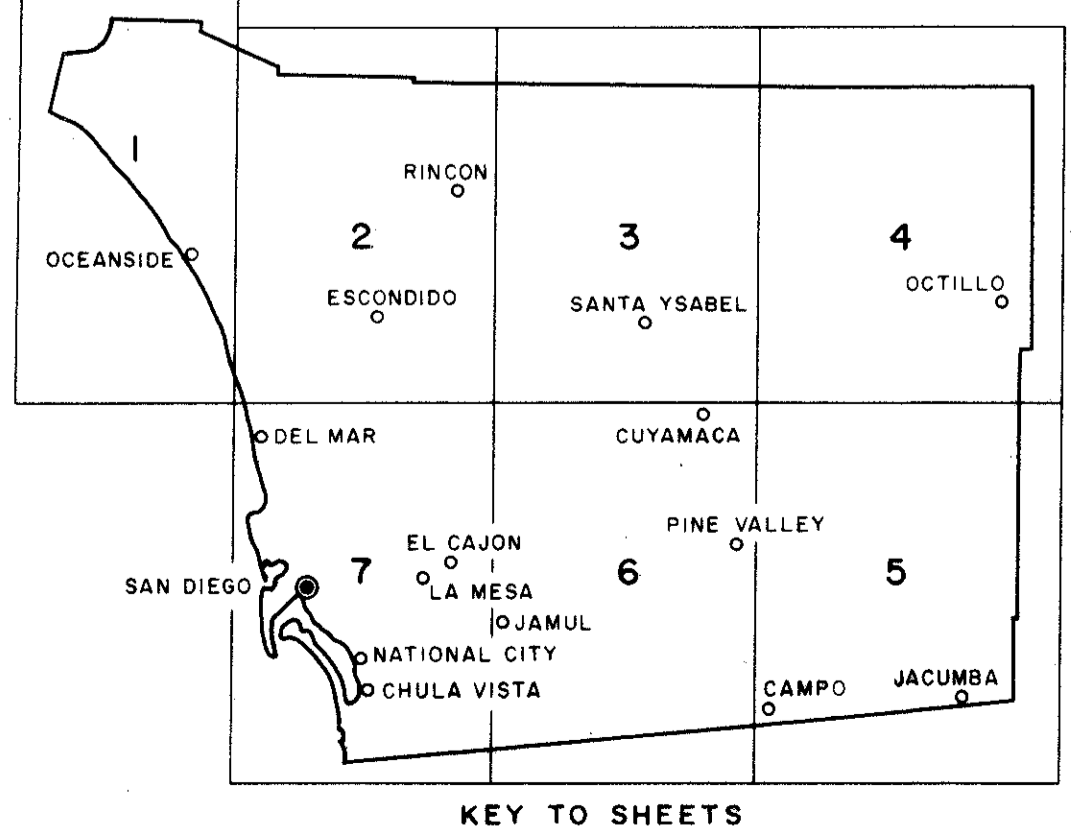 1
RINCON
2
3
4
OCEANSIDE
OCTILLO
ESCONDIDO
SANTA YSABEL
DEL MAR
CUYAMACA
PINE VALLEY
EL CAJON
SAN DIEGO
7
6
5
LA MESA
JAMUL
NATIONAL CITY
CHULA VISTA
CAMPO
JACUMBA
KEY TO SHEETS